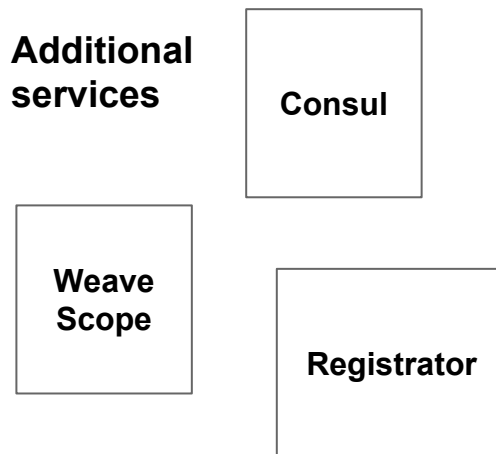 Additional
services
Consul
Weave
Scope
Registrator